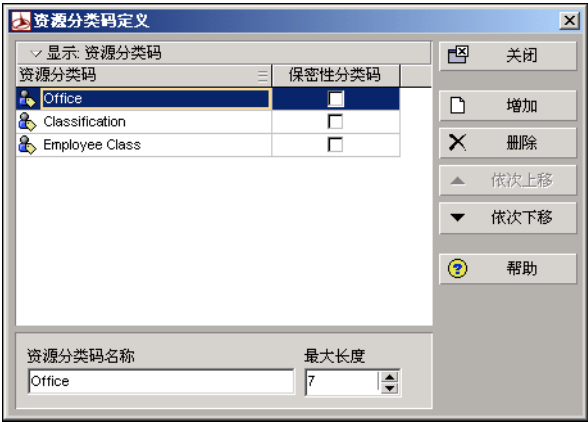 资源分类码定义
显示: 资源分类码
资源分类码 保密性分类码
Office
Classification
Employee Class
关闭
增加
删除
依次上移
依次下移
帮助
资源分类码名称 最大长度
Office 7